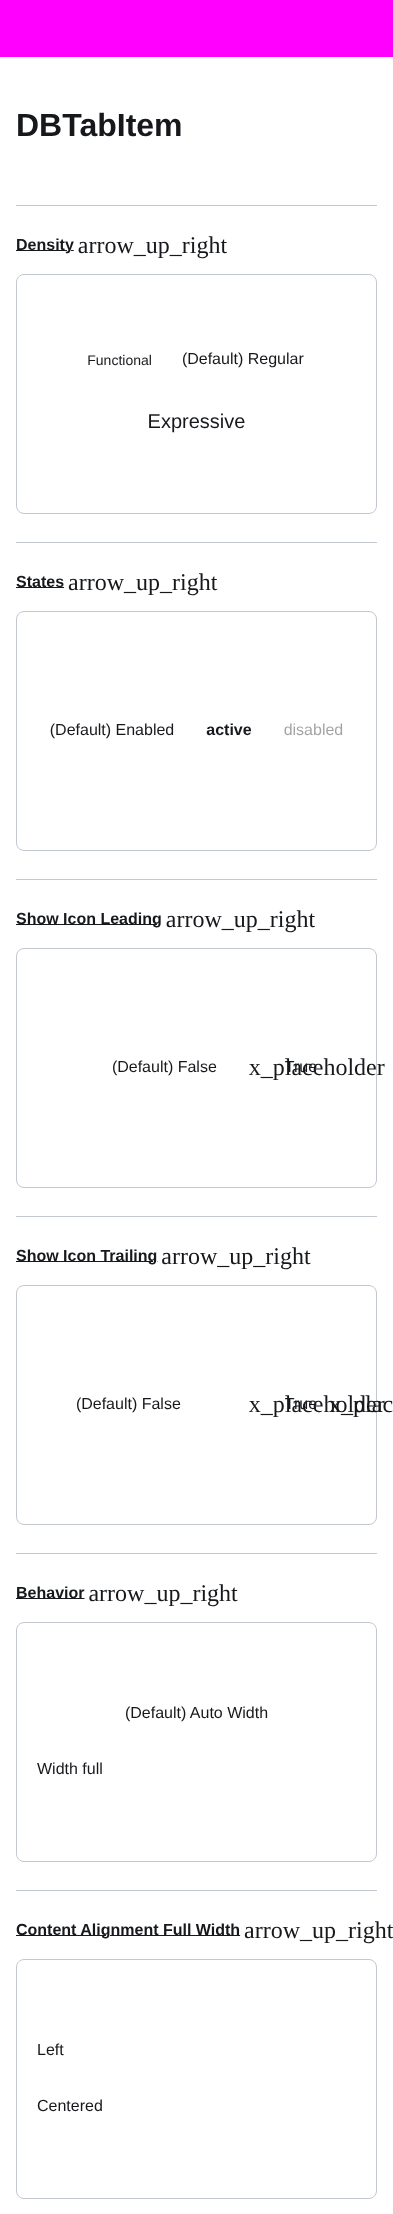 DBTabItem
Density arrow_up_right
Functional (Default) Regular
Expressive
States arrow_up_right
(Default) Enabled active disabled
Show Icon Leading arrow_up_right
(Default) False x_placeholder True
Show Icon Trailing arrow_up_right
(Default) False x_placeholder True x_plac
Behavior arrow_up_right
(Default) Auto Width
Width full
Content Alignment Full Width arrow_up_right
Left
Centered